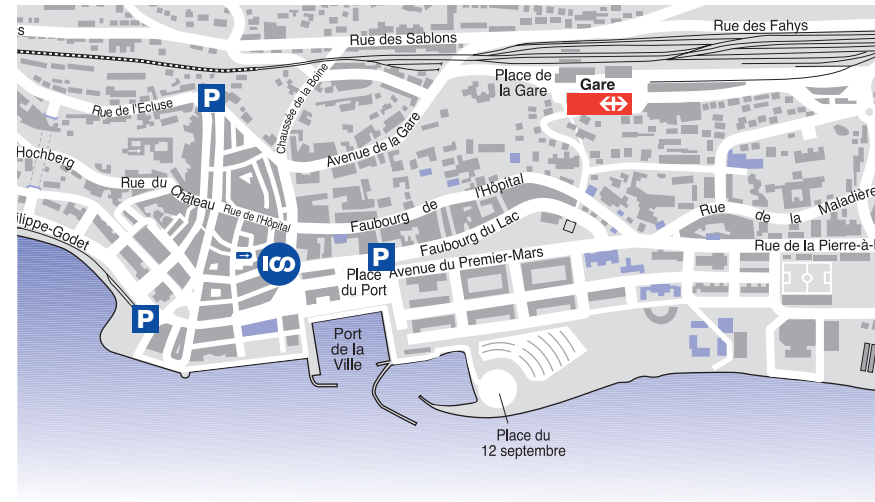 s
Rue des Sablons
Rue des Fahys
Place de
la Gare
Gare
P
Rue de l'Ecluse
Chaussée de la Boine
Avenue de la Gare
Hochberg
Rue du Château
Rue de l'Hôpital
Faubourg de l'Hôpital
Faubourg du Lac
Rue de la Maladière
Rue de la Pierre-à-
ilippe-Godet
P
Avenue du Premier-Mars
Place
du Port
P
Port
de la
Ville
Place du
12 septembre